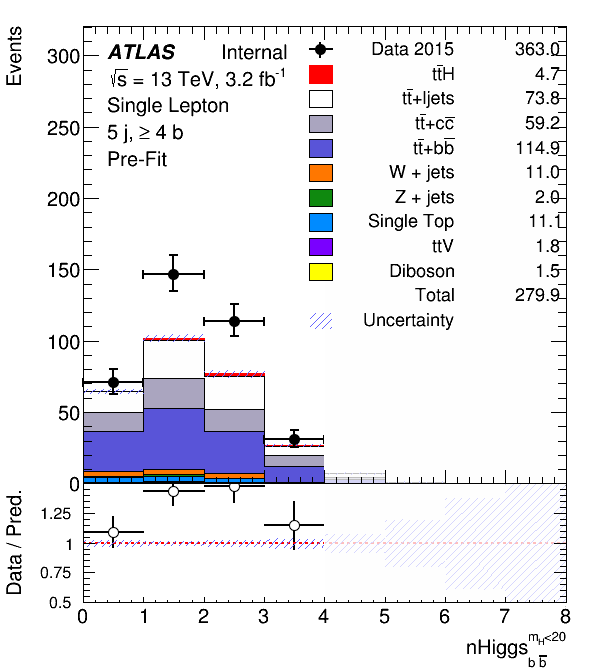 Events
300
250
200
150
100
50
0
ATLAS Internal
√s = 13 TeV, 3.2 fb⁻¹
Single Lepton
5 j, ≥ 4 b
Pre-Fit
Data 2015 363.0
tt̄H 4.7
tt̄+ljets 73.8
tt̄+cc̄ 59.2
tt̄+bb̄ 114.9
W + jets 11.0
Z + jets 2.0
Single Top 11.1
ttV 1.8
Diboson 1.5
Total 279.9
Uncertainty
Data / Pred.
1.25
1
0.75
0.5
0 1 2 3 4 5 6 7 8
nHiggs m_H<20 b b̄